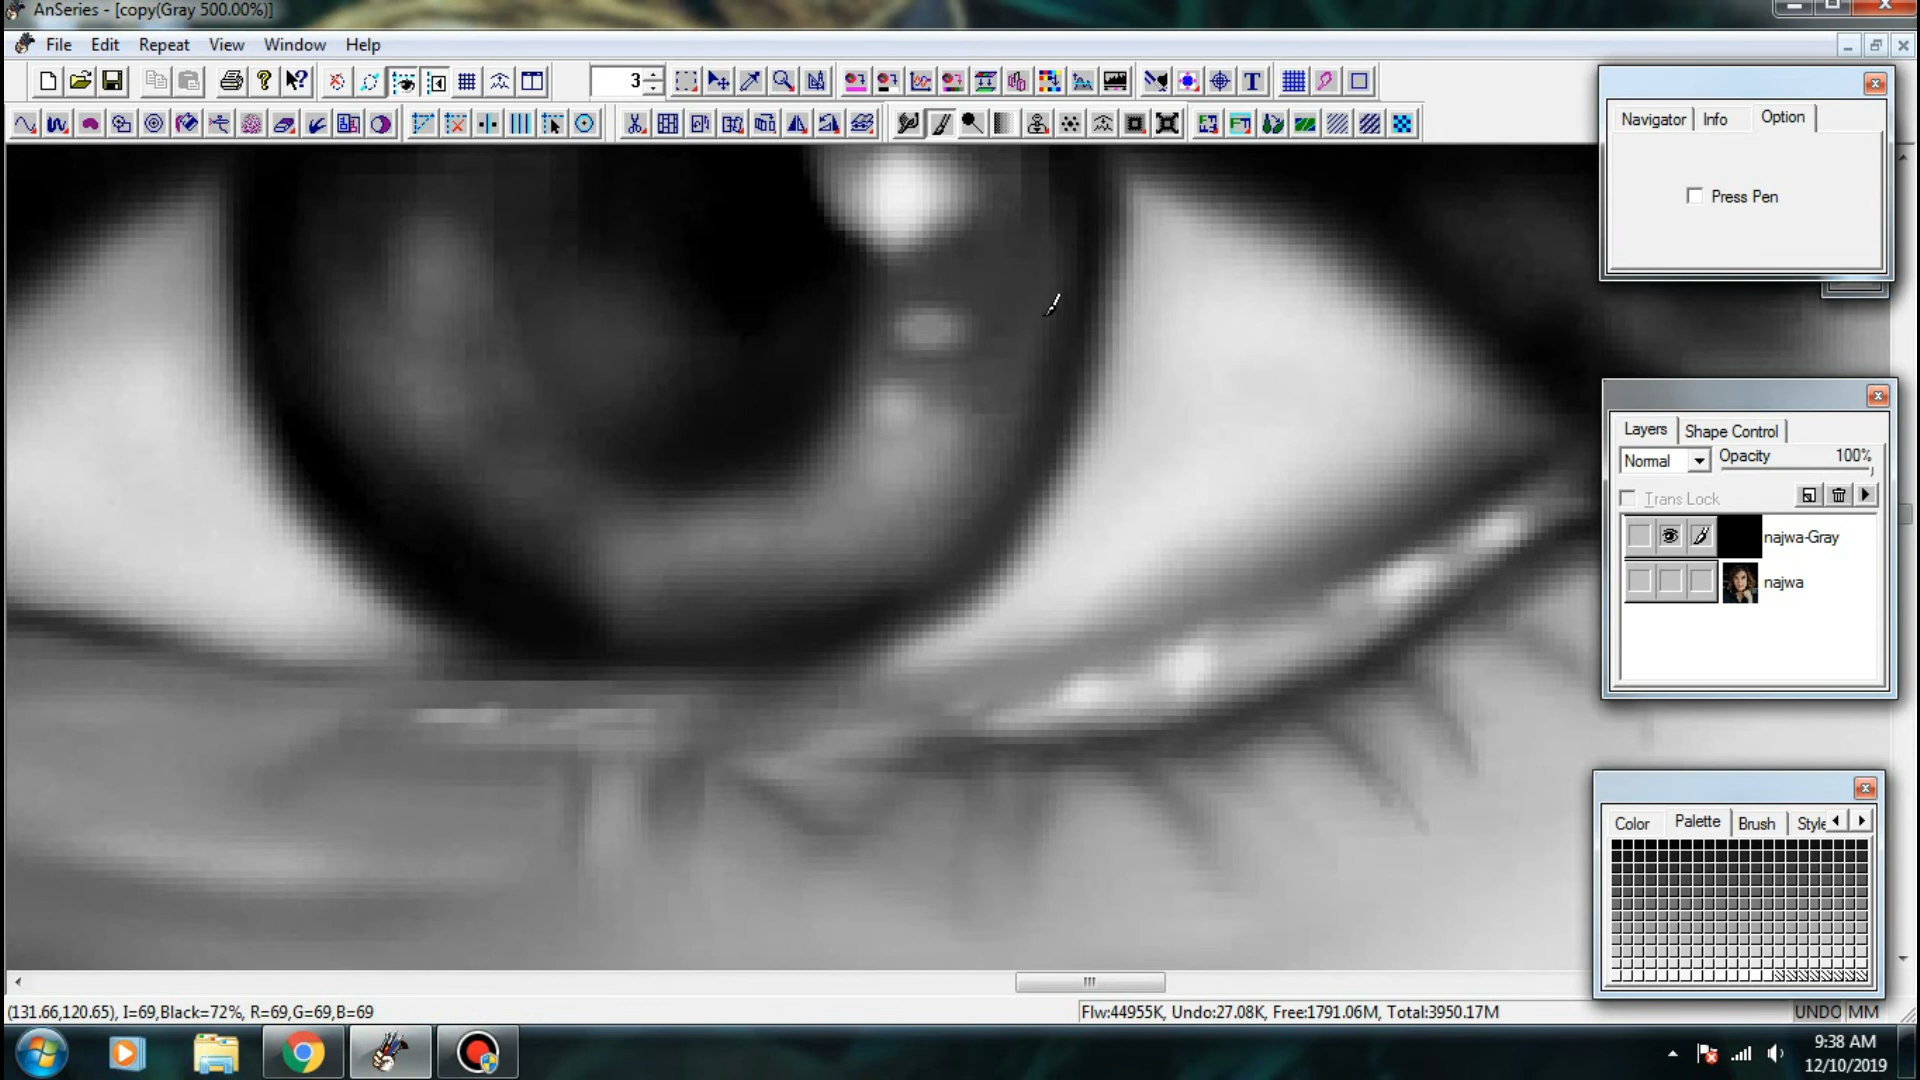 AnSeries - [copy(Gray 500.00%)]
File Edit Repeat View Window Help
3
Navigator Info Option
Press Pen
Layers Shape Control
Normal Opacity 100%
Trans Lock
najwa-Gray
najwa
Color Palette Brush Style
(131.66,120.65), I=69,Black=72%, R=69,G=69,B=69 Flw:44955K, Undo:27.08K, Free:1791.06M, Total:3950.17M UNDO MM
9:38 AM
12/10/2019